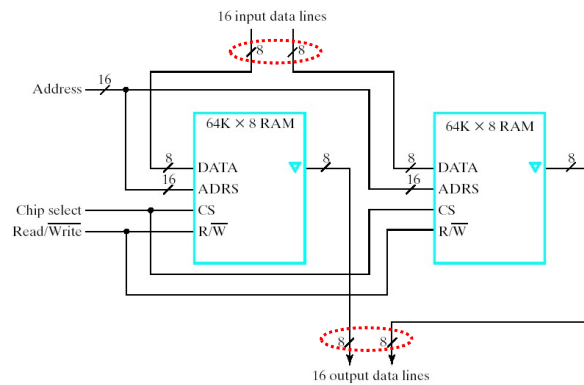 16 input data lines
8 8
Address 16
64K × 8 RAM
8 DATA 8
16 ADRS
Chip select CS
Read/Write R/W
64K × 8 RAM
8 DATA 8
16 ADRS
CS
R/W
8 8
16 output data lines